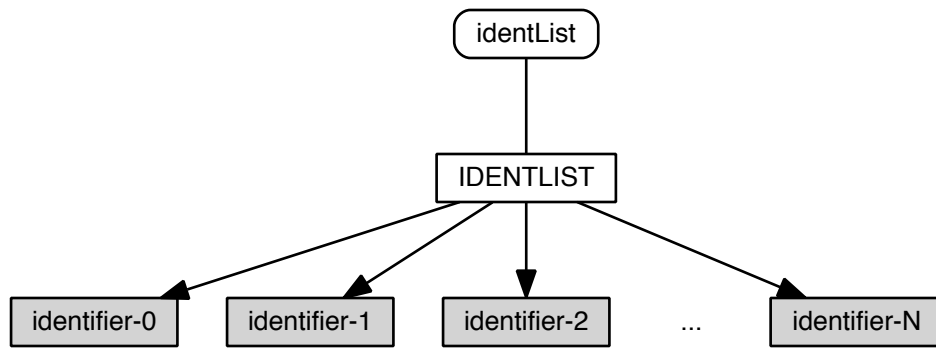 identList
IDENTLIST
identifier-0 identifier-1 identifier-2 ... identifier-N